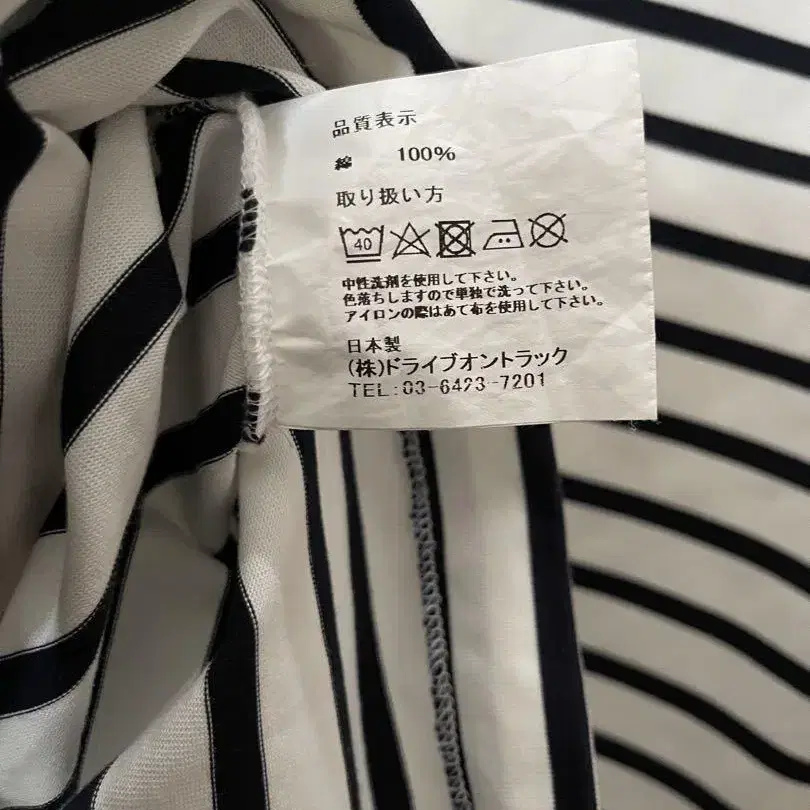 品質表示
綿 100%
取り扱い方
40
中性洗剤を使用して下さい。
色落ちしますので単独で洗って下さい。
アイロンの際はあて布を使用して下さい。
日本製
(株)ドライブオントラック
TEL:03-6423-7201